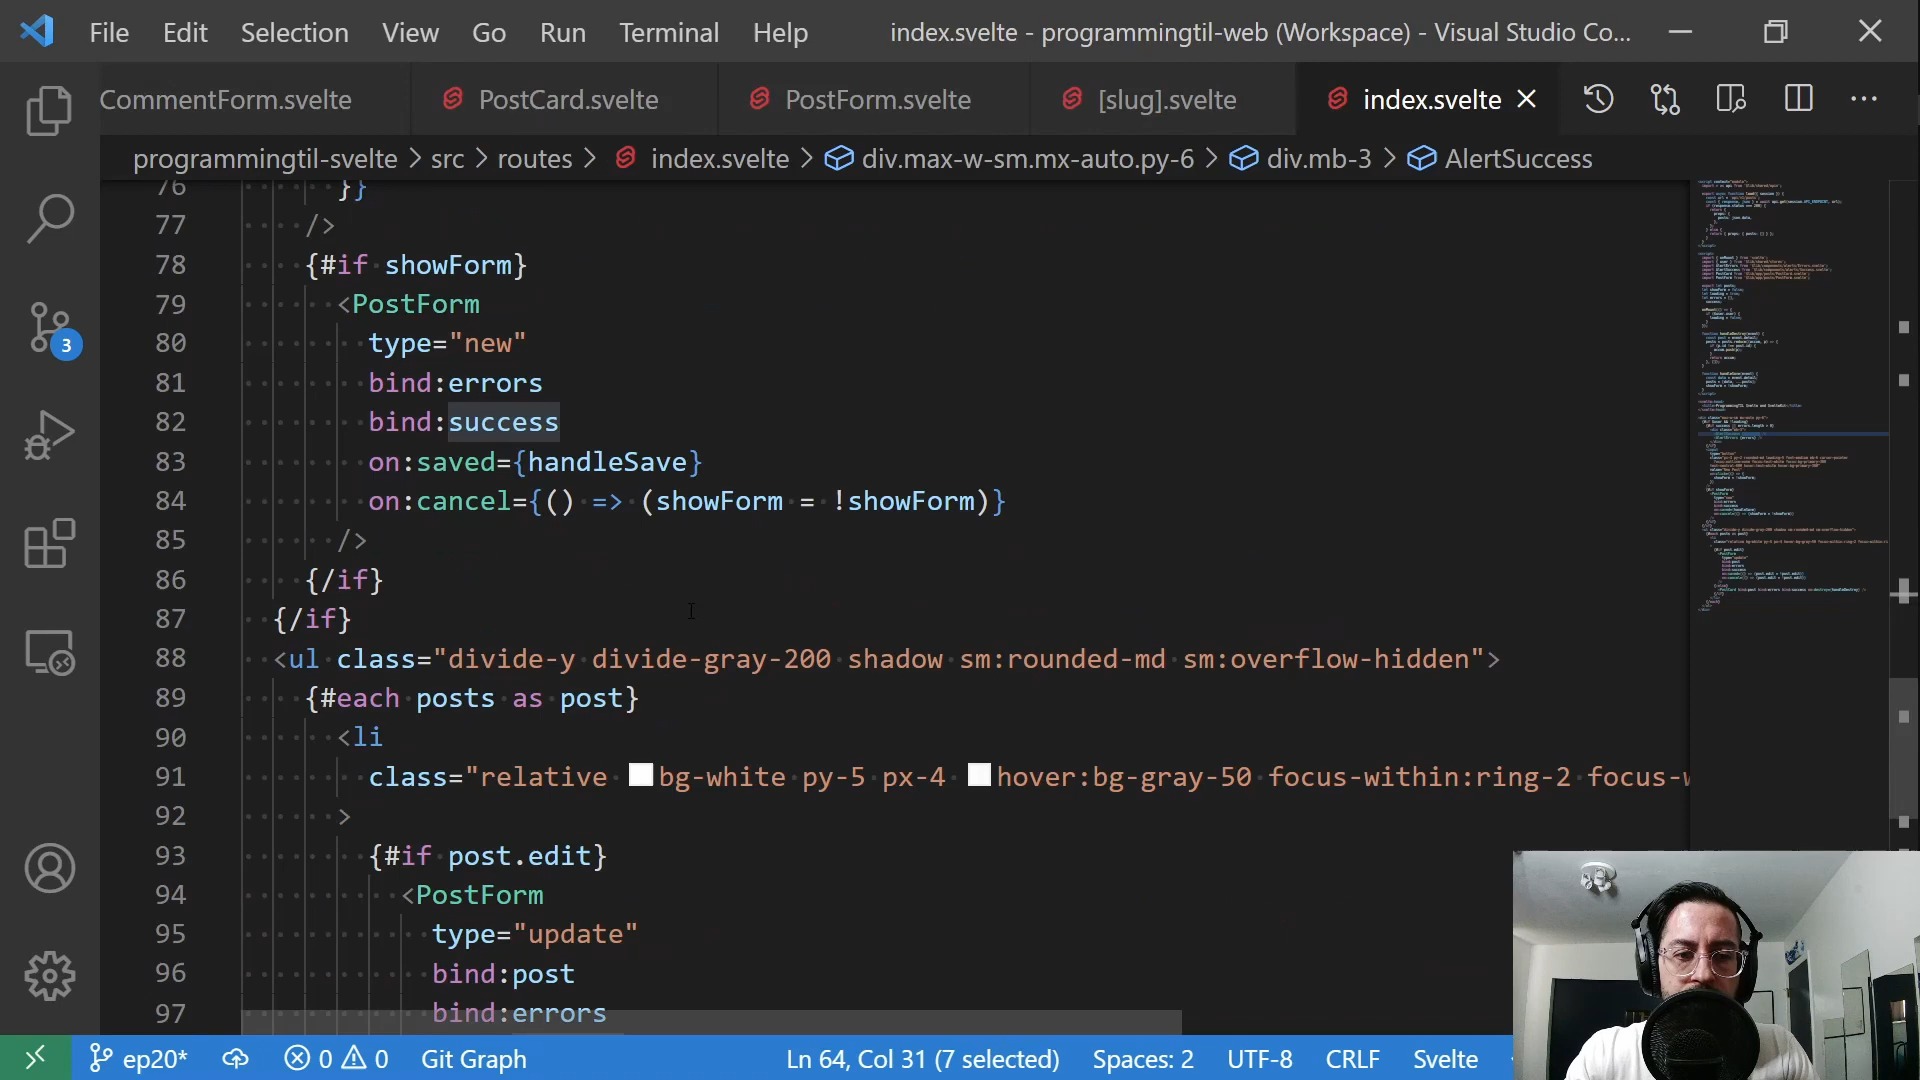 File Edit Selection View Go Run Terminal Help index.svelte - programmingtil-web (Workspace) - Visual Studio Co...
CommentForm.svelte PostCard.svelte PostForm.svelte [slug].svelte index.svelte
programmingtil-svelte > src > routes > index.svelte > div.max-w-sm.mx-auto.py-6 > div.mb-3 > AlertSuccess
76 }}
77 />
78 {#if showForm}
79 <PostForm
80 type="new"
81 bind:errors
82 bind:success
83 on:saved={handleSave}
84 on:cancel={() => (showForm = !showForm)}
85 />
86 {/if}
87 {/if}
88 <ul class="divide-y divide-gray-200 shadow sm:rounded-md sm:overflow-hidden">
89 {#each posts as post}
90 <li
91 class="relative bg-white py-5 px-4 hover:bg-gray-50 focus-within:ring-2 focus-w
92 >
93 {#if post.edit}
94 <PostForm
95 type="update"
96 bind:post
97 bind:errors
3
ep20* 0 0 Git Graph Ln 64, Col 31 (7 selected) Spaces: 2 UTF-8 CRLF Svelte